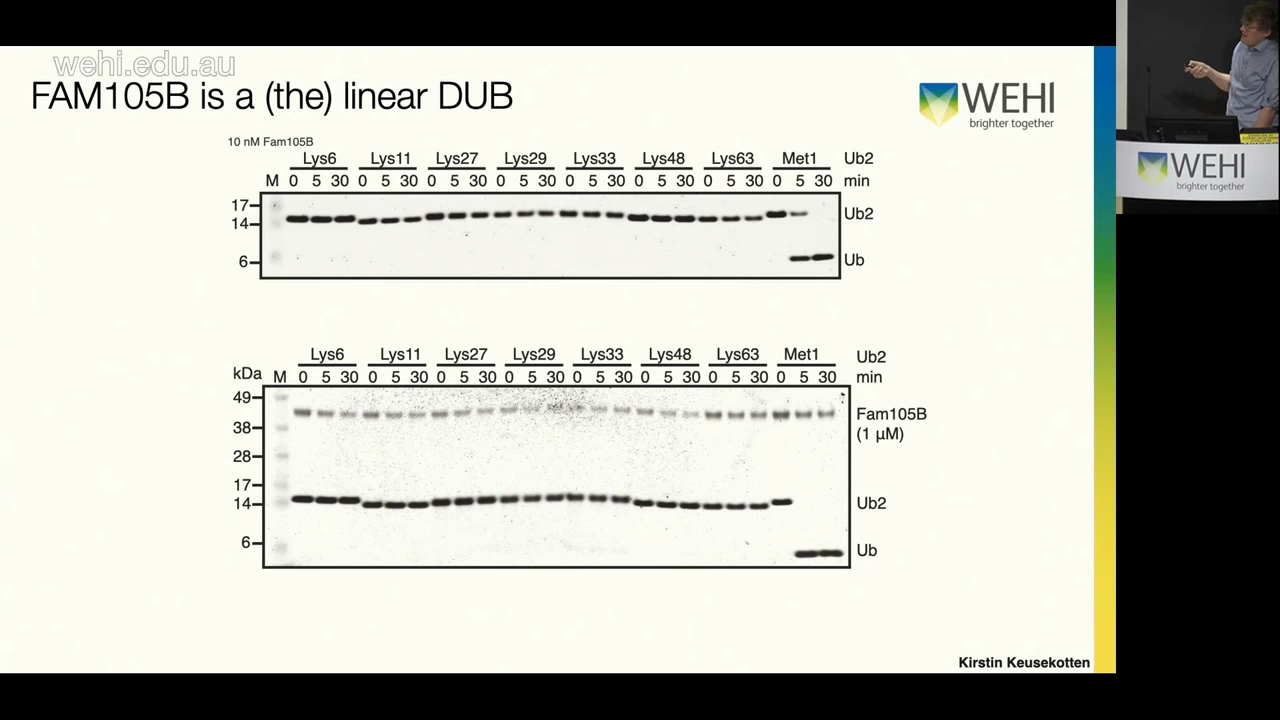 wehi.edu.au
FAM105B is a (the) linear DUB
WEHI
brighter together
10 nM Fam105B
Lys6 Lys11 Lys27 Lys29 Lys33 Lys48 Lys63 Met1 Ub2
M 0 5 30 0 5 30 0 5 30 0 5 30 0 5 30 0 5 30 0 5 30 0 5 30 min
17
14
6
Ub2
Ub
Lys6 Lys11 Lys27 Lys29 Lys33 Lys48 Lys63 Met1 Ub2
kDa M 0 5 30 0 5 30 0 5 30 0 5 30 0 5 30 0 5 30 0 5 30 0 5 30 min
49
38
28
17
14
6
Fam105B
(1 µM)
Ub2
Ub
Kirstin Keusekotten
WEHI
brighter together